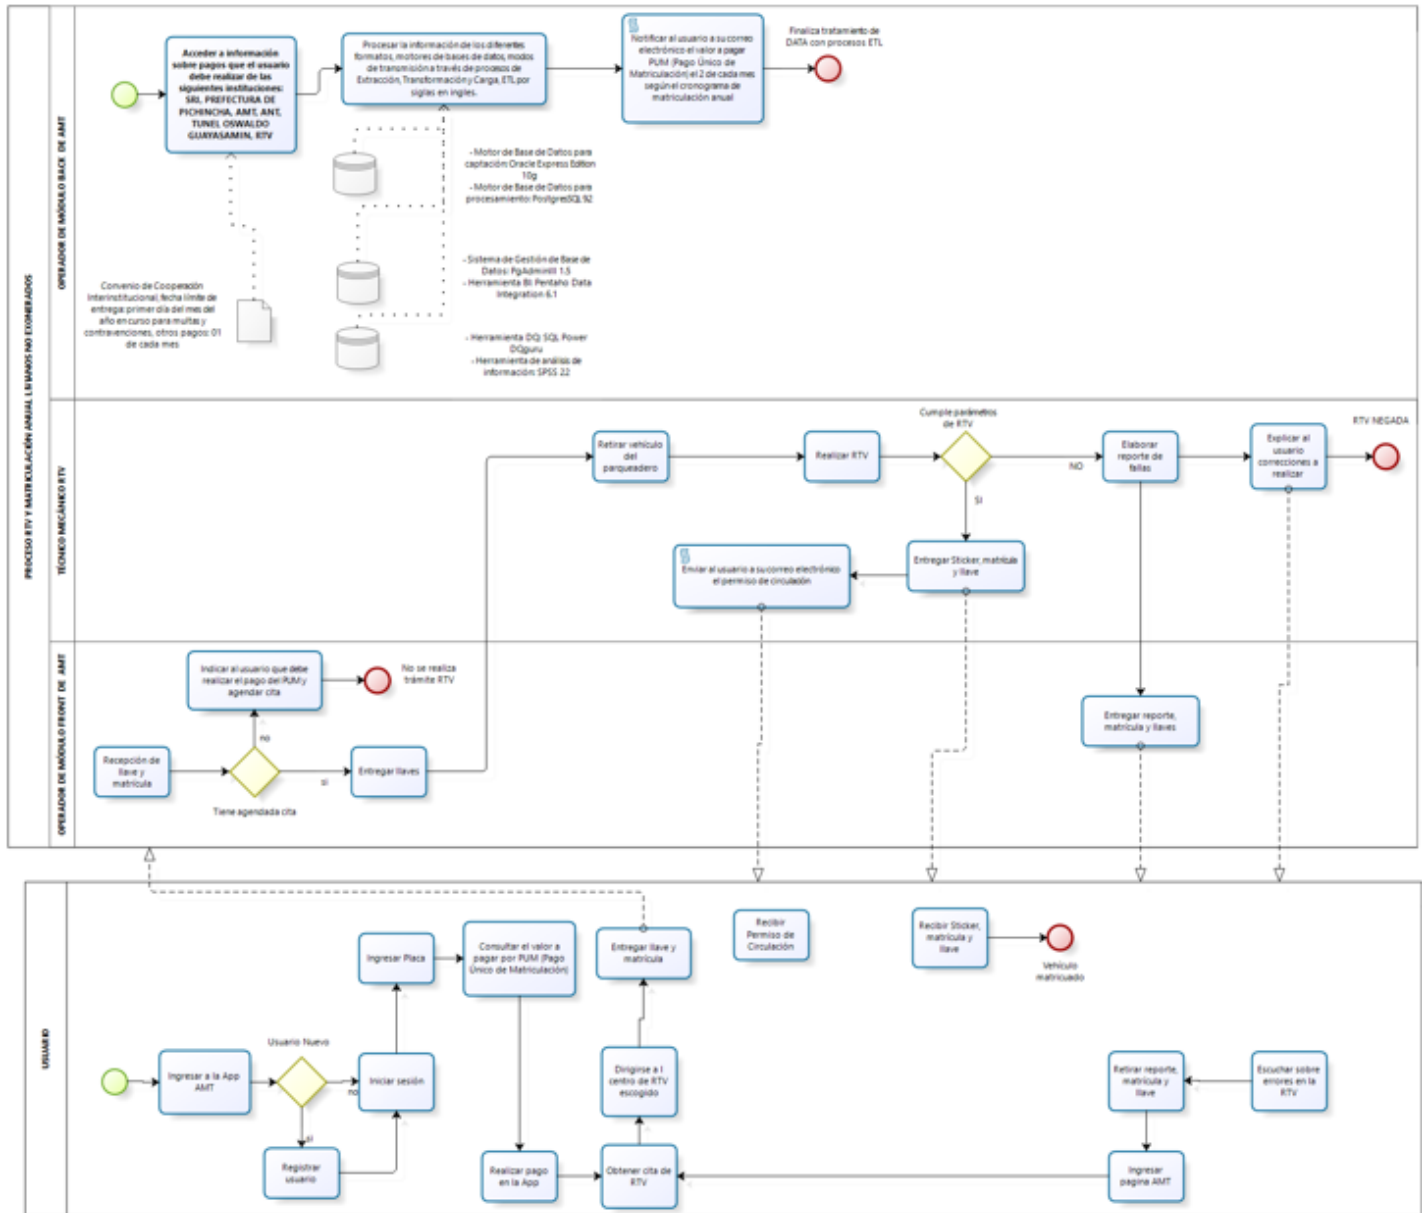 PROCESO RTV Y MATRICULACIÓN ANUAL USUARIOS NO EXONERADOS
OPERADOR DE MÓDULO BACK DE AMT
Acceder a información
sobre pagos que el usuario
debe realizar de las
siguientes instituciones:
SRI, PREFECTURA DE
PICHINCHA, AMT, ANT,
TUNEL OSWALDO
GUAYASAMIN, RTV
Procesar la información de los diferentes
formatos, motores de bases de datos, modos
de transmisión a través de procesos de
Extracción, Transformación y Carga, ETL por
siglas en ingles.
Notificar al usuario a su correo
electrónico el valor a pagar
PUM (Pago Único de
Matriculación) el 2 de cada mes
según el cronograma de
matriculación anual
Finaliza tratamiento de
DATA con procesos ETL
- Motor de Base de Datos para
captación: Oracle Express Edition
10g
- Motor de Base de Datos para
procesamiento: PostgresSQL 9.2
- Sistema de Gestión de Base de
Datos: PgAdminIII 1.5
- Herramienta BI: Pentaho Data
Integration 6.1
- Herramienta DQ: SQL Power
DQguru
- Herramienta de análisis de
información: SPSS 22
Convenio de Cooperación
Interinstitucional, fecha límite de
entrega: primer día del mes del
año en curso para multas y
contravenciones, otros pagos: 01
de cada mes
TÉCNICO MECÁNICO RTV
Retirar vehículo
del
parqueadero
Realizar RTV
Cumple parámetros
de RTV
NO
SI
Elaborar
reporte de
fallas
Explicar al
usuario
correcciones a
realizar
RTV NEGADA
Enviar al usuario a su correo electrónico
el permiso de circulación
Entregar Sticker, matrícula
y llave
OPERADOR DE MÓDULO FRONT DE AMT
Indicar al usuario que debe
realizar el pago del PUM y
agendar cita
No se realiza
trámite RTV
no
Recepción de
llave y
matrícula
si
Tiene agendada cita
Entregar llaves
Entregar reporte,
matrícula y llaves
USUARIO
Ingresar Placa
Consultar el valor a
pagar por PUM (Pago
Único de Matriculación)
Entregar llave y
matrícula
Recibir
Permiso de
Circulación
Recibir Sticker,
matrícula y
llave
Vehículo
matricuado
Usuario Nuevo
Ingresar a la App
AMT
no
si
Iniciar sesión
Registrar
usuario
Dirigirse a l
centro de RTV
escogido
Realizar pago
en la App
Obtener cita de
RTV
Retirar reporte,
matrícula y
llave
Escuchar sobre
errores en la
RTV
Ingresar
pagina AMT